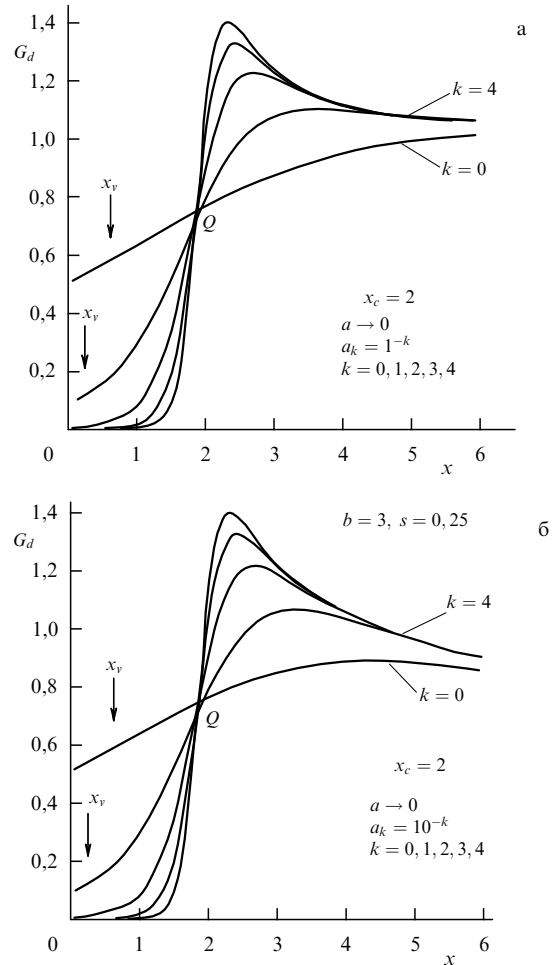 1,4
а
G_d
1,2
k = 4
1,0
k = 0
x_v
0,8
Q
0,6
x_v
x_c = 2
0,4
a → 0
a_k = 1^{-k}
0,2
k = 0, 1, 2, 3, 4
0 1 2 3 4 5 6
x
1,4
b = 3, s = 0,25
б
G_d
1,2
k = 4
1,0
x_v
k = 0
0,8
Q
0,6
x_v
x_c = 2
0,4
a → 0
a_k = 10^{-k}
0,2
k = 0, 1, 2, 3, 4
0 1 2 3 4 5 6
x